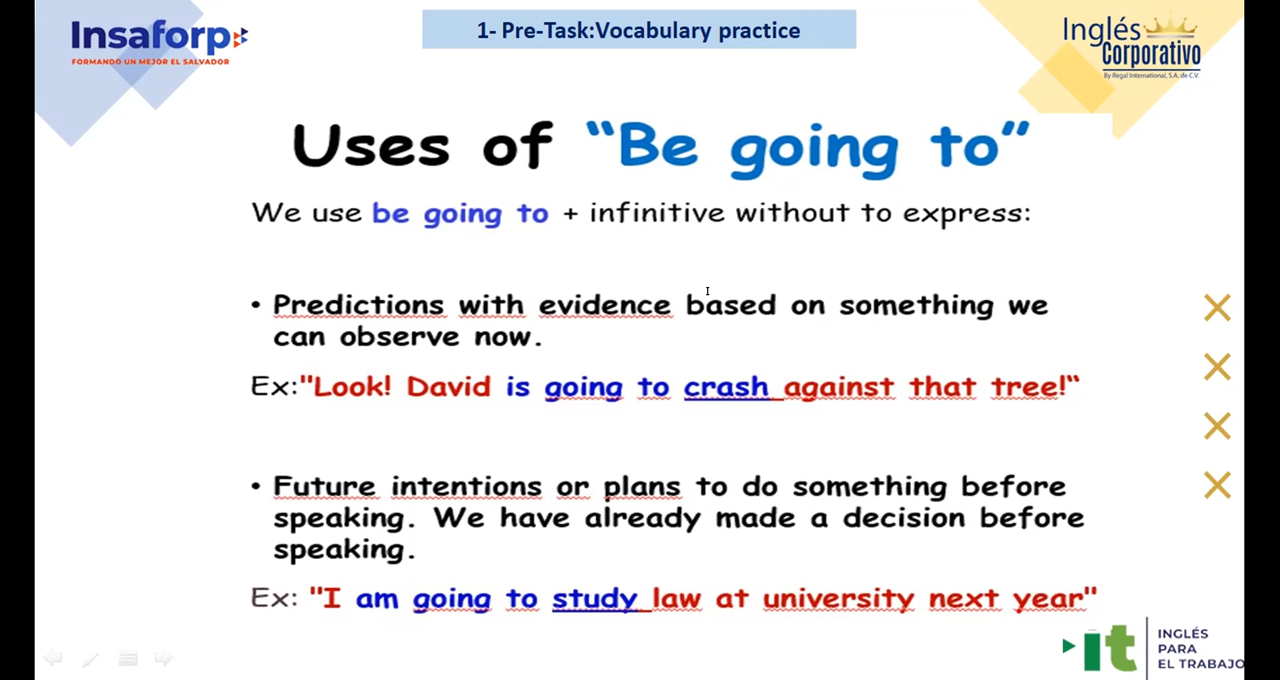 Insaforp
FORMANDO UN MEJOR EL SALVADOR
1- Pre-Task:Vocabulary practice
Inglés
Corporativo
By Regal International, S.A. de C.V.
Uses of “Be going to”
We use be going to + infinitive without to express:
• Predictions with evidence based on something we
can observe now.
Ex:"Look! David is going to crash against that tree!“
• Future intentions or plans to do something before
speaking. We have already made a decision before
speaking.
Ex: "I am going to study law at university next year"
it
INGLÉS
PARA
EL TRABAJO